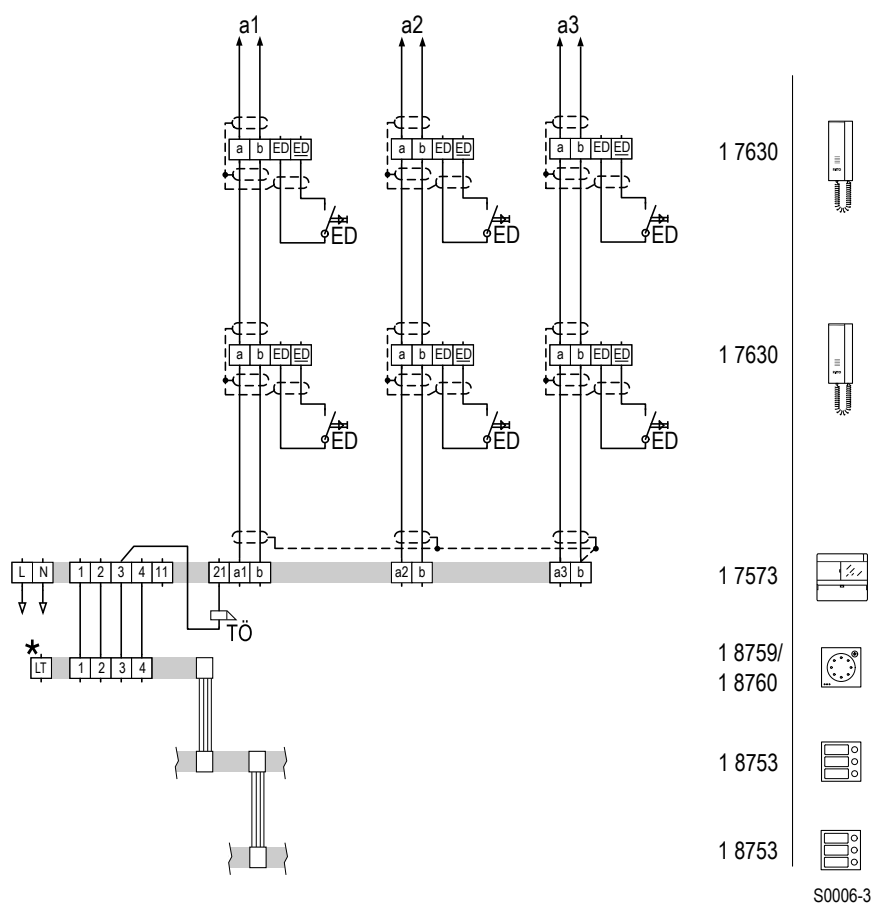 a1 a2 a3
a b ED ED a b ED ED a b ED ED 1 7630
ED ED ED
a b ED ED a b ED ED a b ED ED 1 7630
ED ED ED
L N 1 2 3 4 11 21 a1 b a2 b a3 b 1 7573
TÖ
* 1 8759/
LT 1 2 3 4 1 8760
1 8753
1 8753
S0006-3